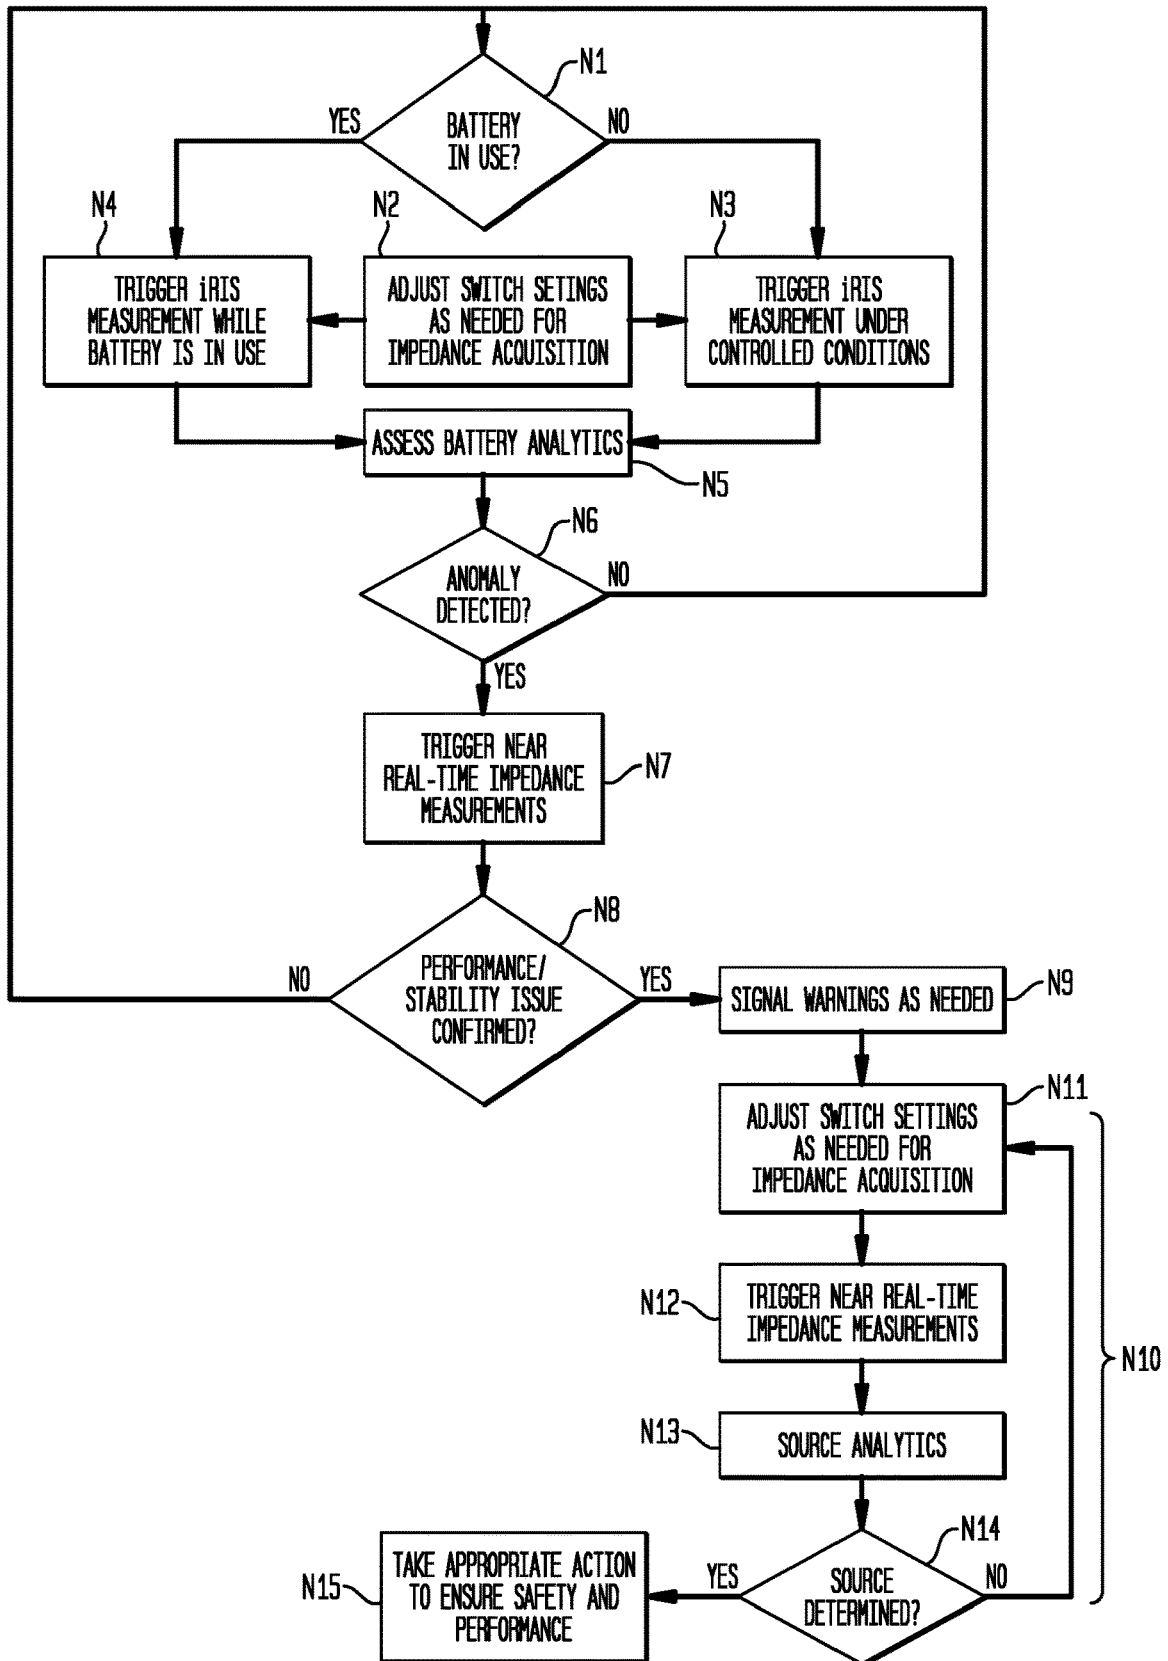 N1
YES
NO
BATTERY
IN USE?
N4
N2
N3
TRIGGER iRIS
MEASUREMENT WHILE
BATTERY IS IN USE
ADJUST SWITCH SETINGS
AS NEEDED FOR
IMPEDANCE ACQUISITION
TRIGGER iRIS
MEASUREMENT UNDER
CONTROLLED CONDITIONS
ASSESS BATTERY ANALYTICS
N5
N6
ANOMALY
DETECTED?
NO
YES
TRIGGER NEAR
REAL-TIME IMPEDANCE
MEASUREMENTS
N7
N8
NO
PERFORMANCE/
STABILITY ISSUE
CONFIRMED?
YES
SIGNAL WARNINGS AS NEEDED
N9
N11
ADJUST SWITCH SETTINGS
AS NEEDED FOR
IMPEDANCE ACQUISITION
N12
TRIGGER NEAR REAL-TIME
IMPEDANCE MEASUREMENTS
N10
N13
SOURCE ANALYTICS
N14
SOURCE
DETERMINED?
YES
NO
N15
TAKE APPROPRIATE ACTION
TO ENSURE SAFETY AND
PERFORMANCE